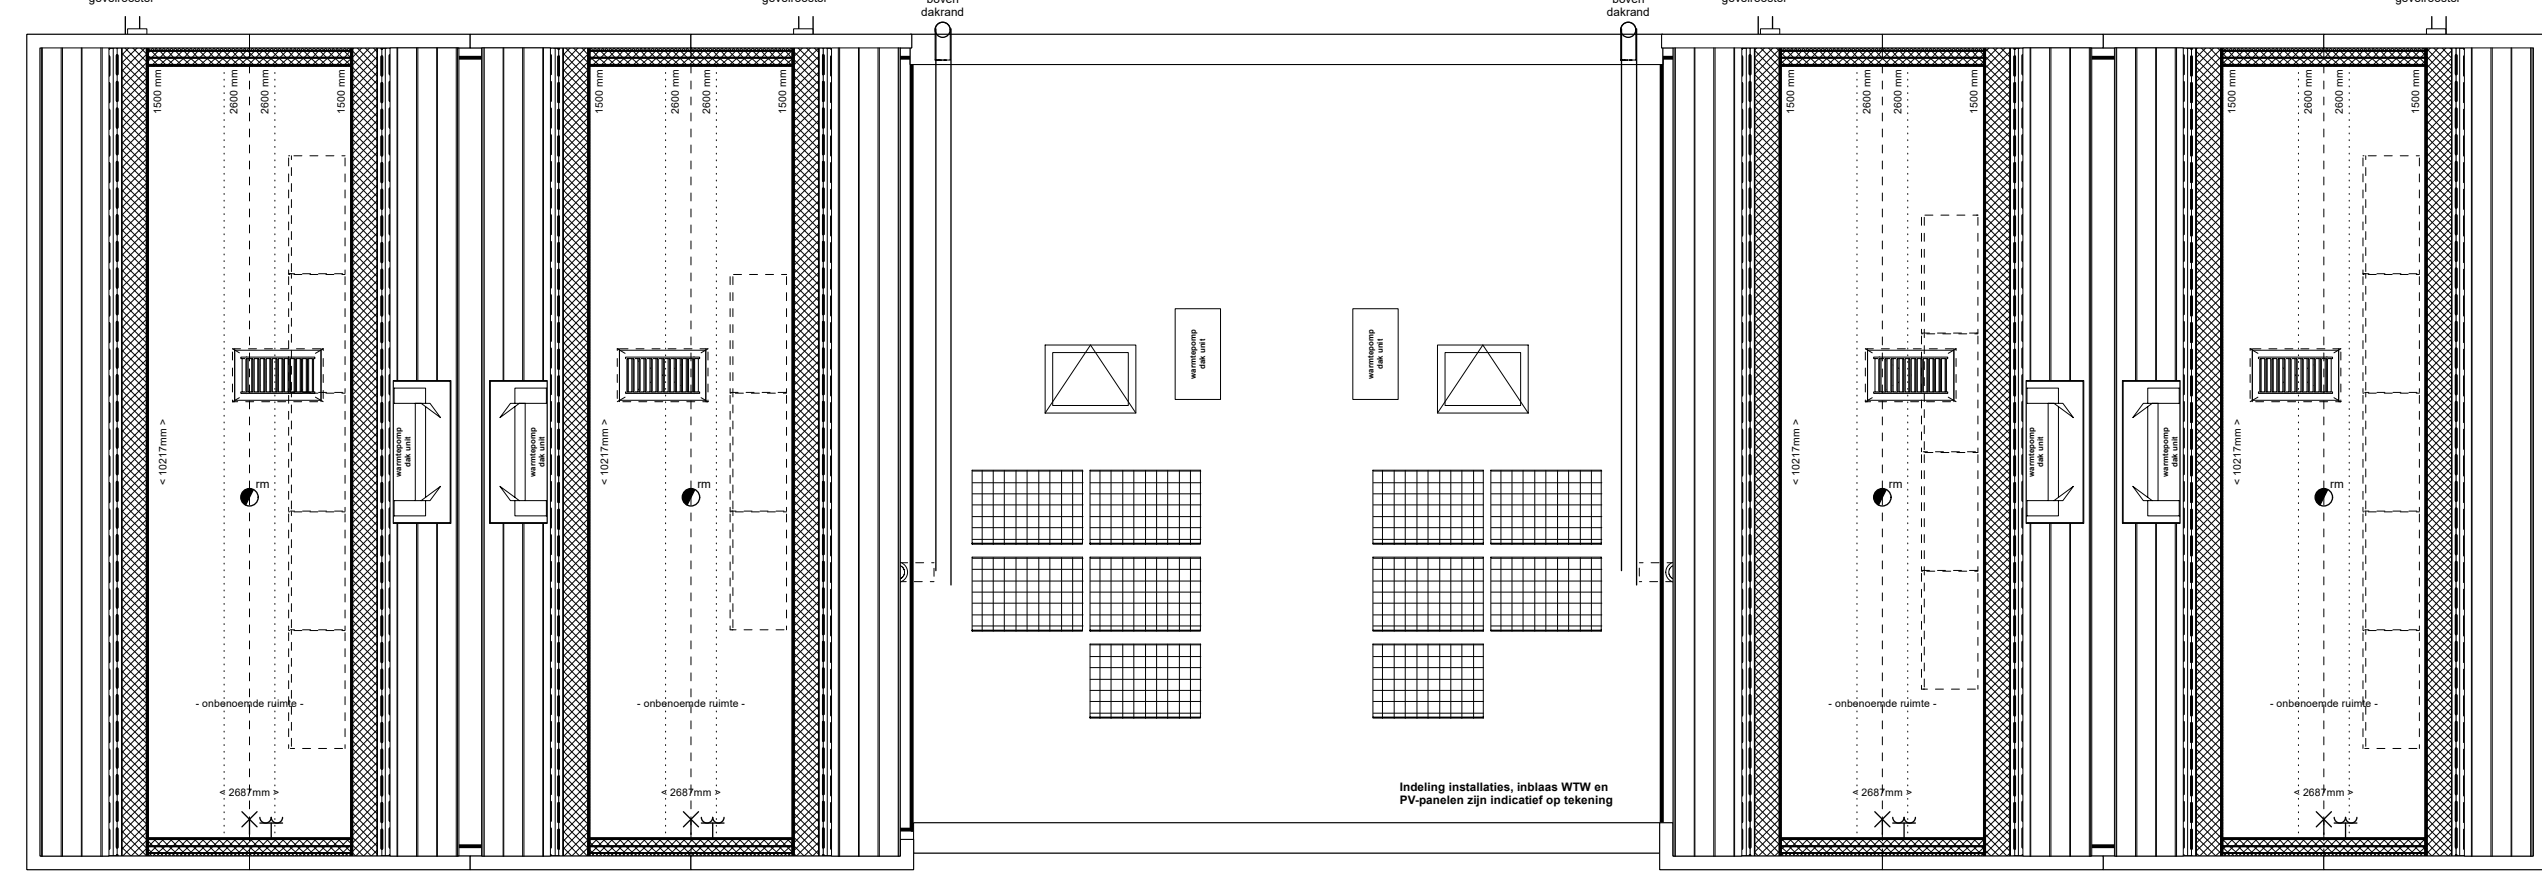 boven
dakrand
boven
dakrand
1500 mm
2600 mm
2600 mm
1500 mm
1500 mm
2600 mm
2600 mm
1500 mm
1500 mm
2600 mm
2600 mm
1500 mm
1500 mm
2600 mm
2600 mm
1500 mm
warmtepomp
dak unit
warmtepomp
dak unit
< 10217mm >
warmtepomp
dak unit
warmtepomp
dak unit
< 10217mm >
< 10217mm >
warmtepomp
dak unit
warmtepomp
dak unit
< 10217mm >
rm
rm
rm
rm
- onbenoemde ruimte -
- onbenoemde ruimte -
- onbenoemde ruimte -
- onbenoemde ruimte -
< 2687mm >
< 2687mm >
< 2687mm >
< 2687mm >
Indeling installaties, inblaas WTW en
PV-panelen zijn indicatief op tekening